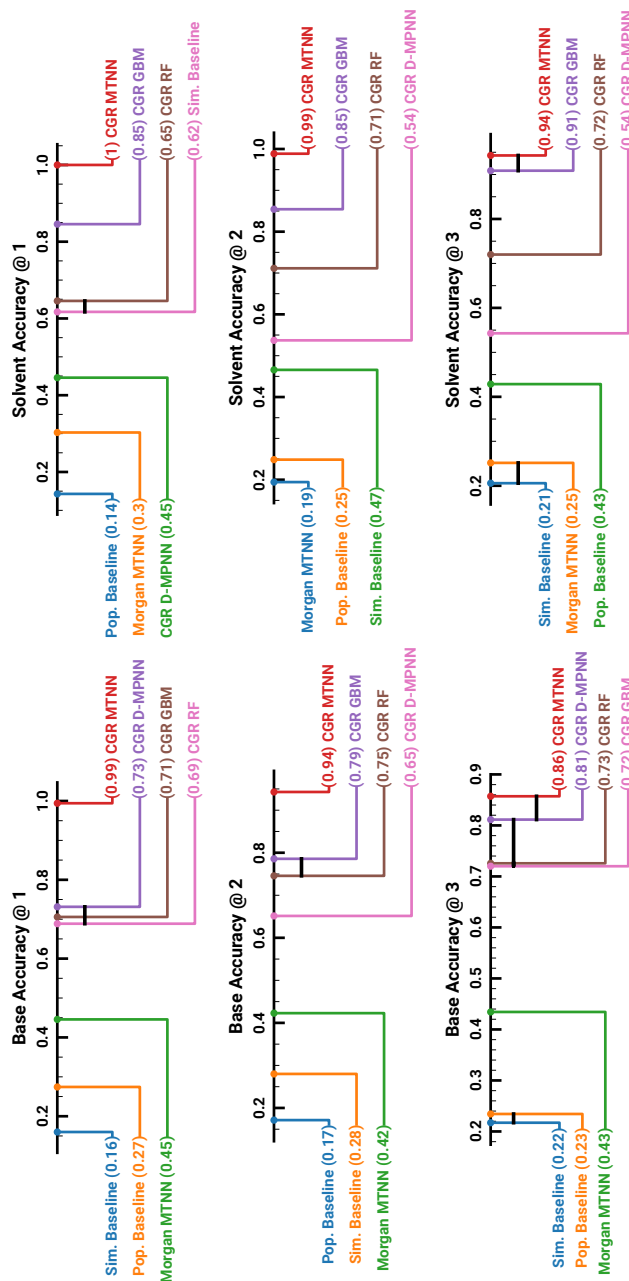 Base Accuracy @ 1
0.2 0.4 0.6 0.8 1.0
Sim. Baseline (0.16)
Pop. Baseline (0.27)
Morgan MTNN (0.45)
(0.99) CGR MTNN
(0.73) CGR D-MPNN
(0.71) CGR GBM
(0.69) CGR RF
Solvent Accuracy @ 1
0.2 0.4 0.6 0.8 1.0
Pop. Baseline (0.14)
Morgan MTNN (0.3)
CGR D-MPNN (0.45)
(1) CGR MTNN
(0.85) CGR GBM
(0.65) CGR RF
(0.62) Sim. Baseline
Base Accuracy @ 2
0.2 0.4 0.6 0.8
Pop. Baseline (0.17)
Sim. Baseline (0.28)
Morgan MTNN (0.42)
(0.94) CGR MTNN
(0.79) CGR GBM
(0.75) CGR RF
(0.65) CGR D-MPNN
Solvent Accuracy @ 2
0.2 0.4 0.6 0.8 1.0
Morgan MTNN (0.19)
Pop. Baseline (0.25)
Sim. Baseline (0.47)
(0.99) CGR MTNN
(0.85) CGR GBM
(0.71) CGR RF
(0.54) CGR D-MPNN
Base Accuracy @ 3
0.2 0.3 0.4 0.5 0.6 0.7 0.8 0.9
Sim. Baseline (0.22)
Pop. Baseline (0.23)
Morgan MTNN (0.43)
(0.86) CGR MTNN
(0.81) CGR D-MPNN
(0.73) CGR RF
(0.72) CGR GBM
Solvent Accuracy @ 3
0.2 0.4 0.6 0.8
Sim. Baseline (0.21)
Morgan MTNN (0.25)
Pop. Baseline (0.43)
(0.94) CGR MTNN
(0.91) CGR GBM
(0.72) CGR RF
(0.54) CGR D-MPNN